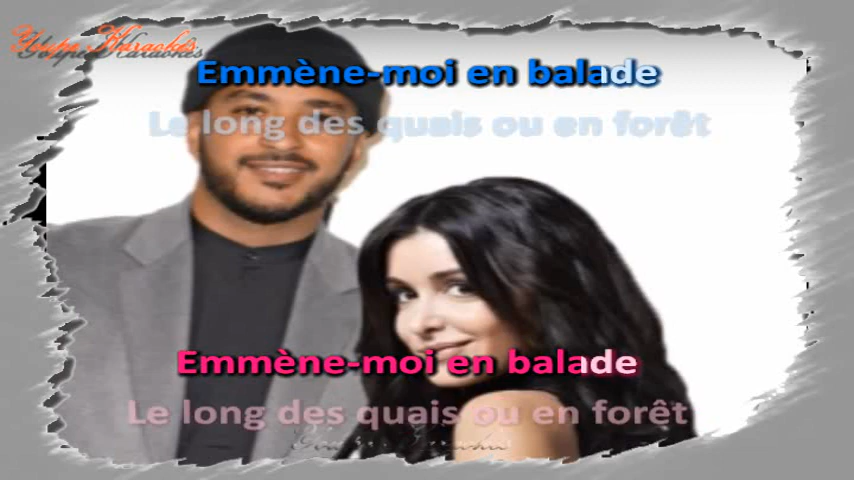 Youpe Karaokés
Emmène-moi en balade
Le long des quais ou en forêt
Emmène-moi en balade
Le long des quais ou en forêt